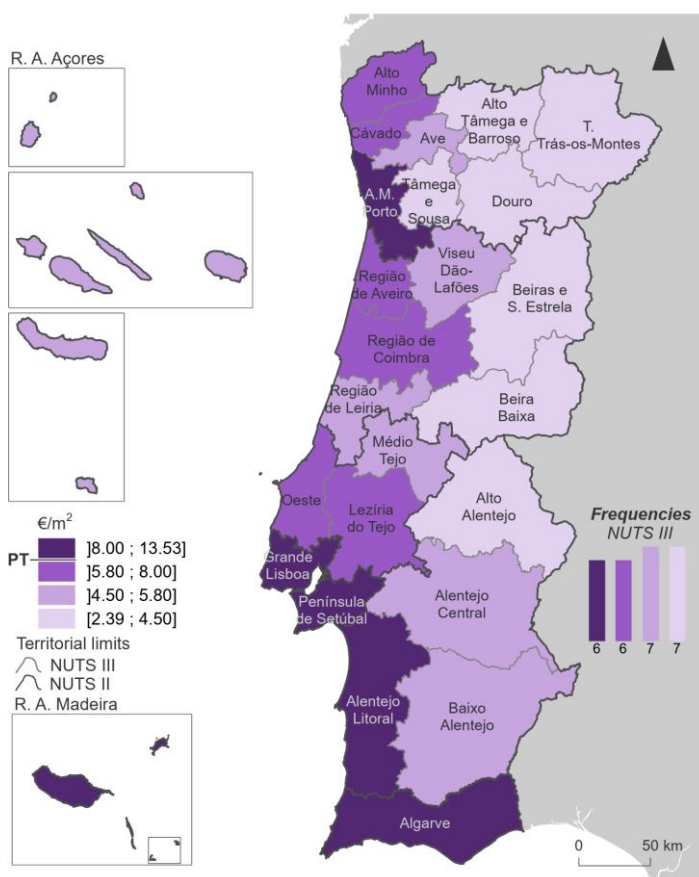 R. A. Açores
Alto
Minho
Cávado
Ave
Alto
Tâmega e
Barroso
T.
Trás-os-Montes
A.M.
Porto
Tâmega
e
Sousa
Douro
Região
de Aveiro
Viseu
Dão-
Lafões
Beiras e
S. Estrela
Região de
Coimbra
Região
de Leiria
Beira
Baixa
Médio
Tejo
Oeste
Lezíria
do Tejo
Alto
Alentejo
Grande
Lisboa
Península
de Setúbal
Alentejo
Central
Alentejo
Litoral
Baixo
Alentejo
Algarve
€/m²
]8.00 ; 13.53]
PT
]5.80 ; 8.00]
]4.50 ; 5.80]
[2.39 ; 4.50]
Territorial limits
NUTS III
NUTS II
R. A. Madeira
Frequencies
NUTS III
6 6 7 7
0 50 km